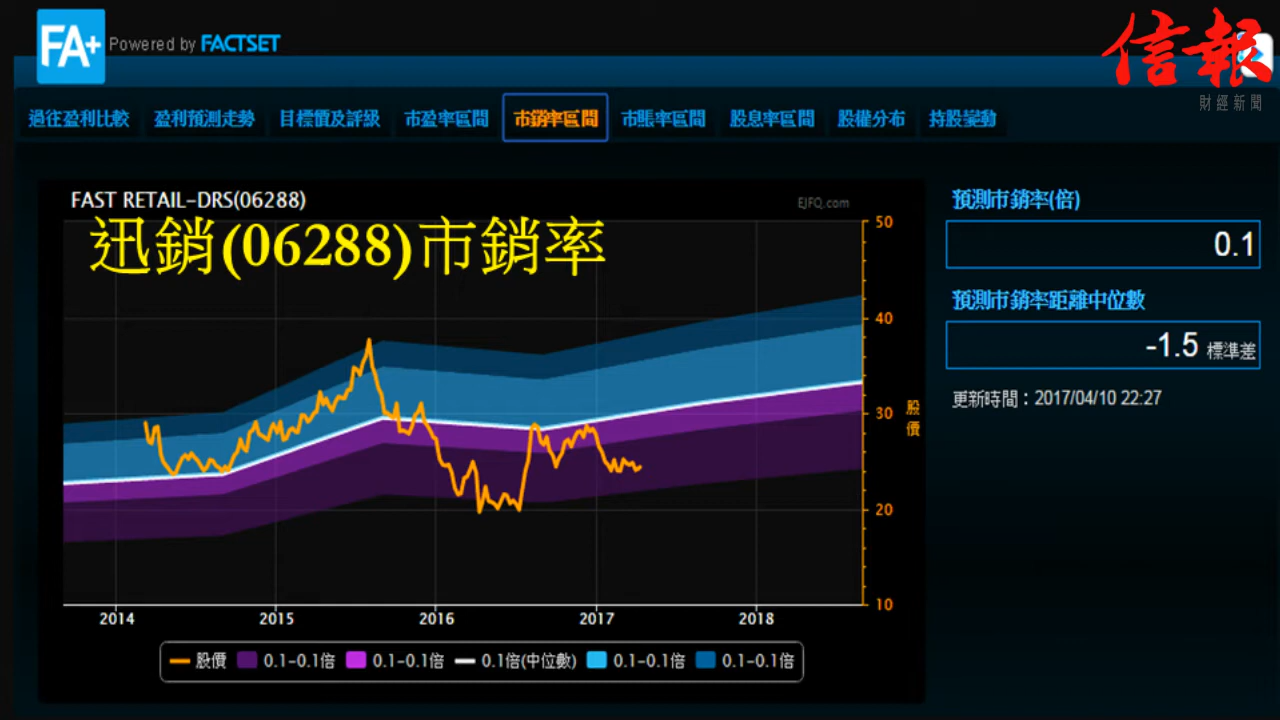 FA+ Powered by FACTSET
信報
財經新聞
過往盈利比較 盈利預測走勢 目標價及評級 市盈率區間 市銷率區間 市賬率區間 股息率區間 股權分布 持股變動
FAST RETAIL-DRS(06288)
EJFQ.com
迅銷(06288)市銷率
預測市銷率(倍)
0.1
預測市銷率距離中位數
-1.5 標準差
更新時間：2017/04/10 22:27
50
40
30
20
10
股價
2014 2015 2016 2017 2018
股價 0.1-0.1倍 0.1-0.1倍 0.1倍(中位數) 0.1-0.1倍 0.1-0.1倍